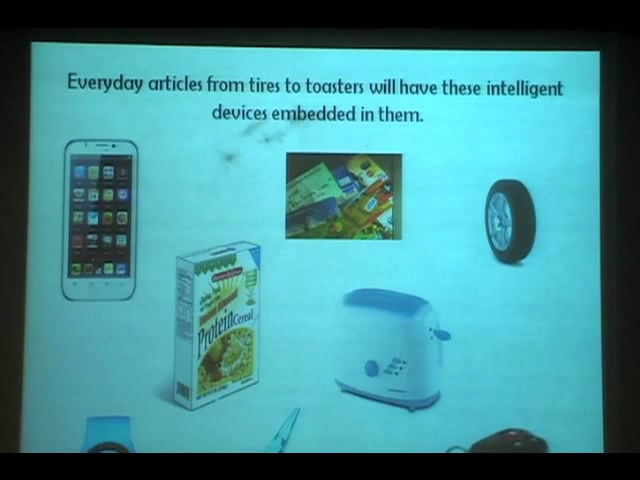 Everyday articles from tires to toasters will have these intelligent
devices embedded in them.
Protein Cereal